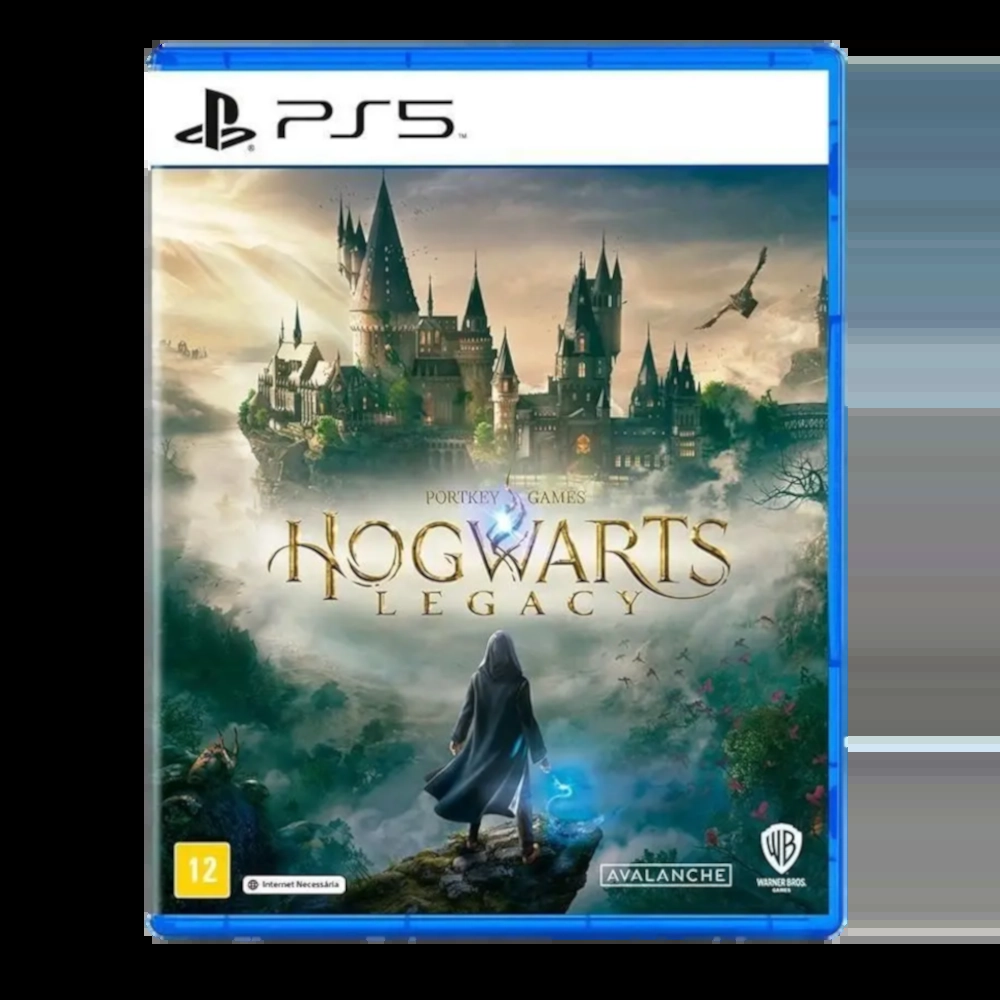 PS5
PORTKEY GAMES
HOGWARTS
LEGACY
12
Internet Necessária
AVALANCHE
WB
WARNER BROS.
GAMES